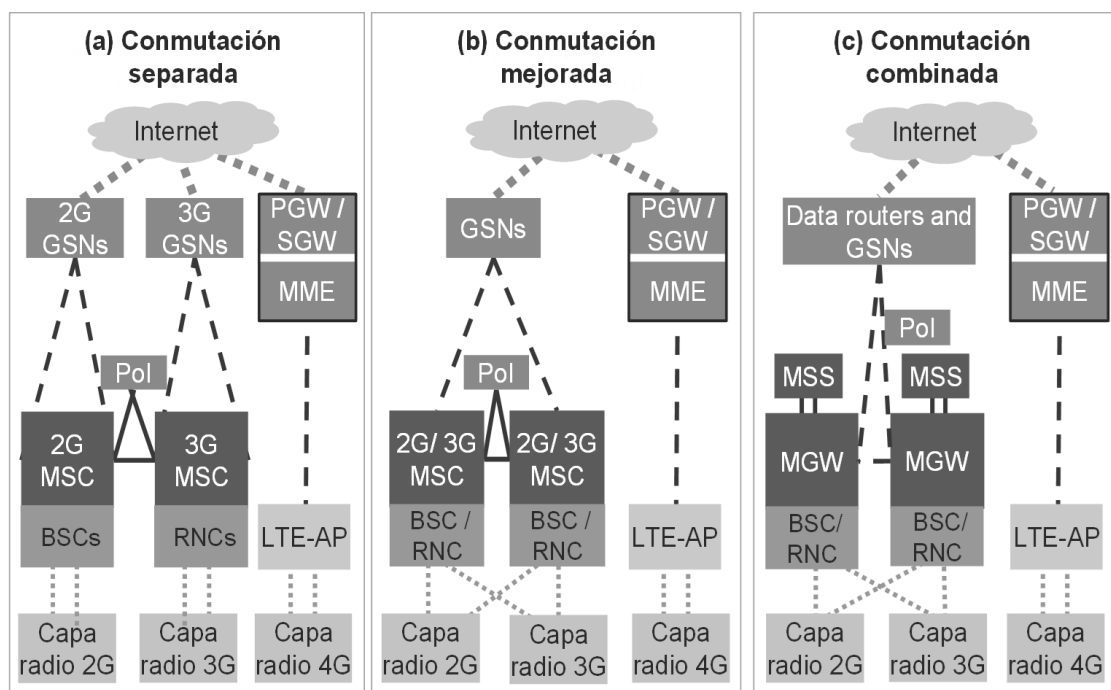 (a) Conmutación
separada
Internet
2G
GSNs
3G
GSNs
PGW /
SGW
MME
PoI
2G
MSC
3G
MSC
BSCs
RNCs
LTE-AP
Capa
radio 2G
Capa
radio 3G
Capa
radio 4G
(b) Conmutación
mejorada
Internet
GSNs
PGW /
SGW
MME
PoI
2G/ 3G
MSC
2G/ 3G
MSC
BSC /
RNC
BSC /
RNC
LTE-AP
Capa
radio 2G
Capa
radio 3G
Capa
radio 4G
(c) Conmutación
combinada
Internet
Data routers and
GSNs
PGW /
SGW
MME
PoI
MSS
MSS
MGW
MGW
BSC/
RNC
BSC/
RNC
LTE-AP
Capa
radio 2G
Capa
radio 3G
Capa
radio 4G